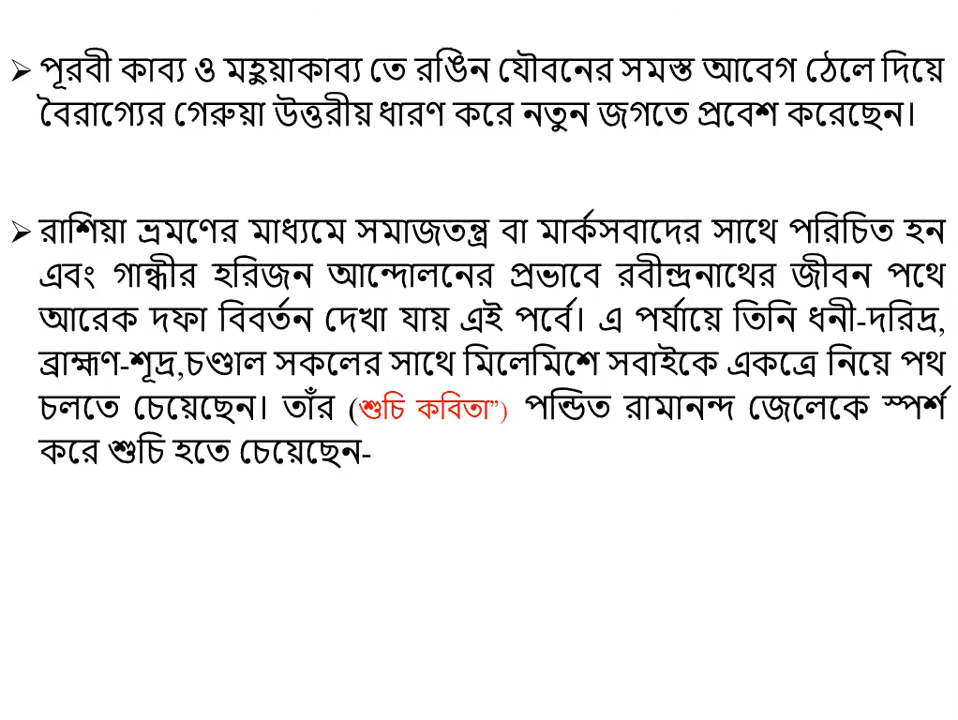 ➢ পূরবী কাব্য ও মহুয়াকাব্য তে রঙিন যৌবনের সমস্ত আবেগ ঠেলে দিয়ে
বৈরাগ্যের গেরুয়া উত্তরীয় ধারণ করে নতুন জগতে প্রবেশ করেছেন।
➢ রাশিয়া ভ্রমণের মাধ্যমে সমাজতন্ত্র বা মার্কসবাদের সাথে পরিচিত হন
এবং গান্ধীর হরিজন আন্দোলনের প্রভাবে রবীন্দ্রনাথের জীবন পথে
আরেক দফা বিবর্তন দেখা যায় এই পর্বে। এ পর্যায়ে তিনি ধনী-দরিদ্র,
ব্রাহ্মণ-শূদ্র,চণ্ডাল সকলের সাথে মিলেমিশে সবাইকে একত্রে নিয়ে পথ
চলতে চেয়েছেন। তাঁর (শুচি কবিতা”) পন্ডিত রামানন্দ জেলেকে স্পর্শ
করে শুচি হতে চেয়েছেন-